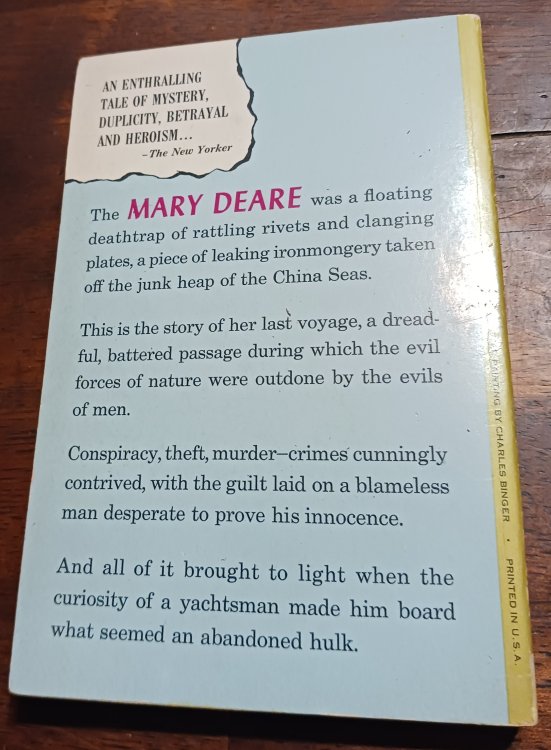 AN ENTHRALLING
TALE OF MYSTERY,
DUPLICITY, BETRAYAL
AND HEROISM...
–The New Yorker
The MARY DEARE was a floating
deathtrap of rattling rivets and clanging
plates, a piece of leaking ironmongery taken
off the junk heap of the China Seas.
This is the story of her last voyage, a dread-
ful, battered passage during which the evil
forces of nature were outdone by the evils
of men.
Conspiracy, theft, murder—crimes cunningly
contrived, with the guilt laid on a blameless
man desperate to prove his innocence.
And all of it brought to light when the
curiosity of a yachtsman made him board
what seemed an abandoned hulk.
PAINTING BY CHARLES BINGER • PRINTED IN U.S.A.